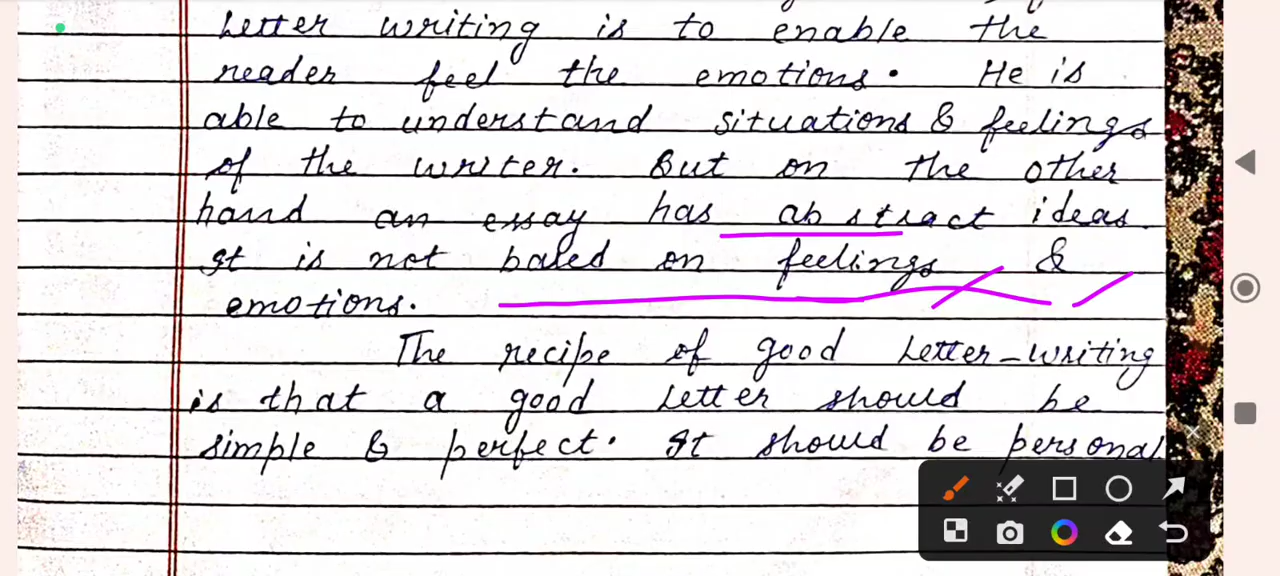 Letter writing is to enable the
reader feel the emotions. He is
able to understand situations & feelings
of the writer. But on the other
hand an essay has abstract ideas.
It is not based on feelings &
emotions.
The recipe of good Letter-writing
is that a good Letter should be
simple & perfect. It should be personal